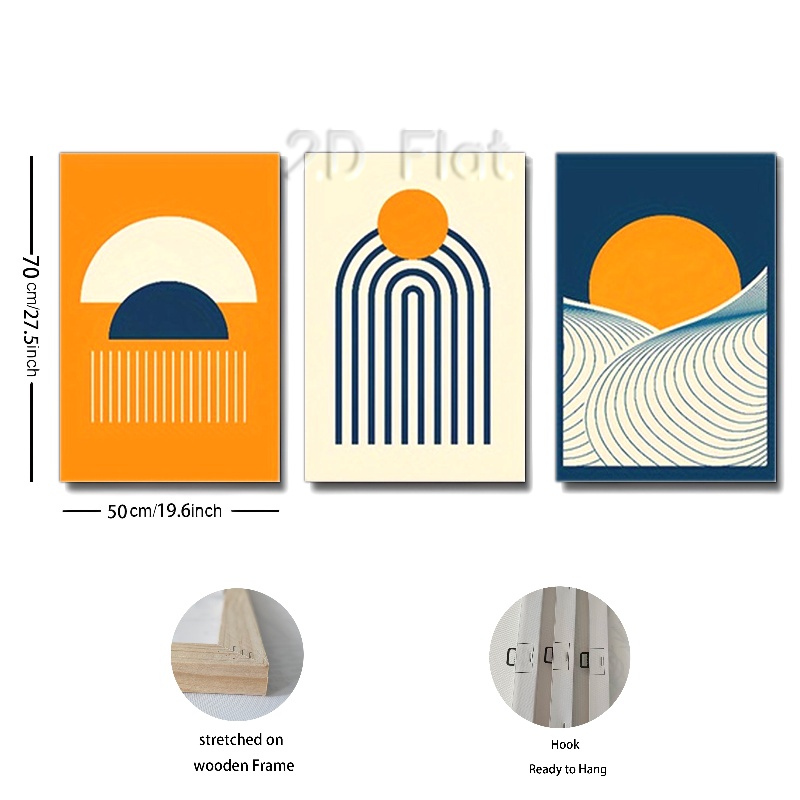 2D Flat
70 cm/27.5inch
50cm/19.6inch
stretched on
wooden Frame
Hook
Ready to Hang